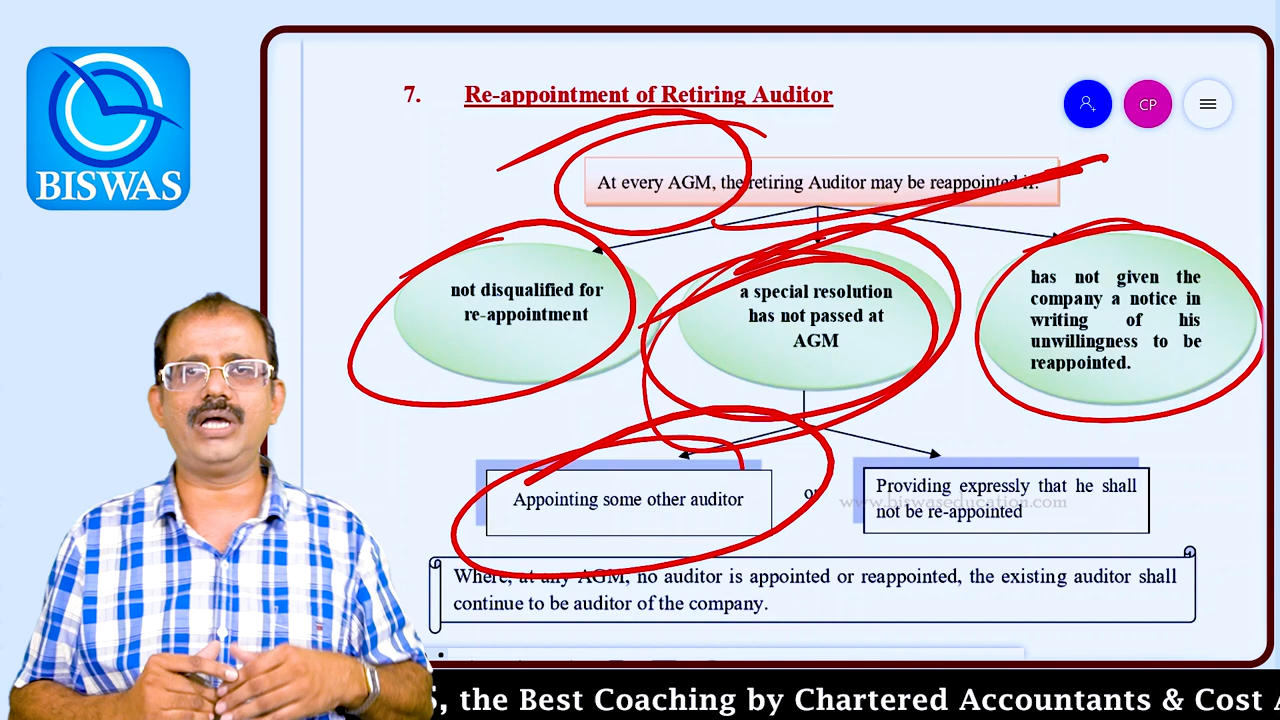 BISWAS
7. Re-appointment of Retiring Auditor
CP
At every AGM, the retiring Auditor may be reappointed if:
not disqualified for
re-appointment
a special resolution
has not passed at
AGM
has not given the
company a notice in
writing of his
unwillingness to be
reappointed.
Appointing some other auditor
or
Providing expressly that he shall
not be re-appointed
www.biswaseducation.com
Where, at any AGM, no auditor is appointed or reappointed, the existing auditor shall
continue to be auditor of the company.
S, the Best Coaching by Chartered Accountants & Cost